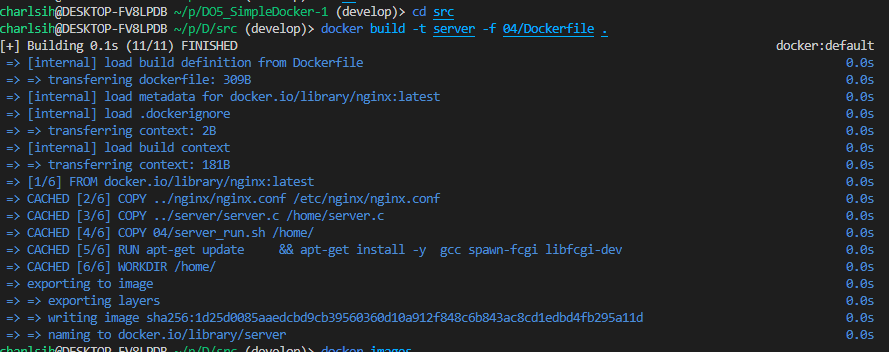 charlsih@DESKTOP-FV8LPDB ~/p/DO5_SimpleDocker-1 (develop)> cd src
charlsih@DESKTOP-FV8LPDB ~/p/D/src (develop)> docker build -t server -f 04/Dockerfile .
[+] Building 0.1s (11/11) FINISHED docker:default
=> [internal] load build definition from Dockerfile 0.0s
=> => transferring dockerfile: 309B 0.0s
=> [internal] load metadata for docker.io/library/nginx:latest 0.0s
=> [internal] load .dockerignore 0.0s
=> => transferring context: 2B 0.0s
=> [internal] load build context 0.0s
=> => transferring context: 181B 0.0s
=> [1/6] FROM docker.io/library/nginx:latest 0.0s
=> CACHED [2/6] COPY ../nginx/nginx.conf /etc/nginx/nginx.conf 0.0s
=> CACHED [3/6] COPY ../server/server.c /home/server.c 0.0s
=> CACHED [4/6] COPY 04/server_run.sh /home/ 0.0s
=> CACHED [5/6] RUN apt-get update     && apt-get install -y  gcc spawn-fcgi libfcgi-dev 0.0s
=> CACHED [6/6] WORKDIR /home/ 0.0s
=> exporting to image 0.0s
=> => exporting layers 0.0s
=> => writing image sha256:1d25d0085aaedcbd9cb39560360d10a912f848c6b843ac8cd1edbd4fb295a11d 0.0s
=> => naming to docker.io/library/server 0.0s
charlsih@DESKTOP-FV8LPDB ~/p/D/src (develop)> docker images